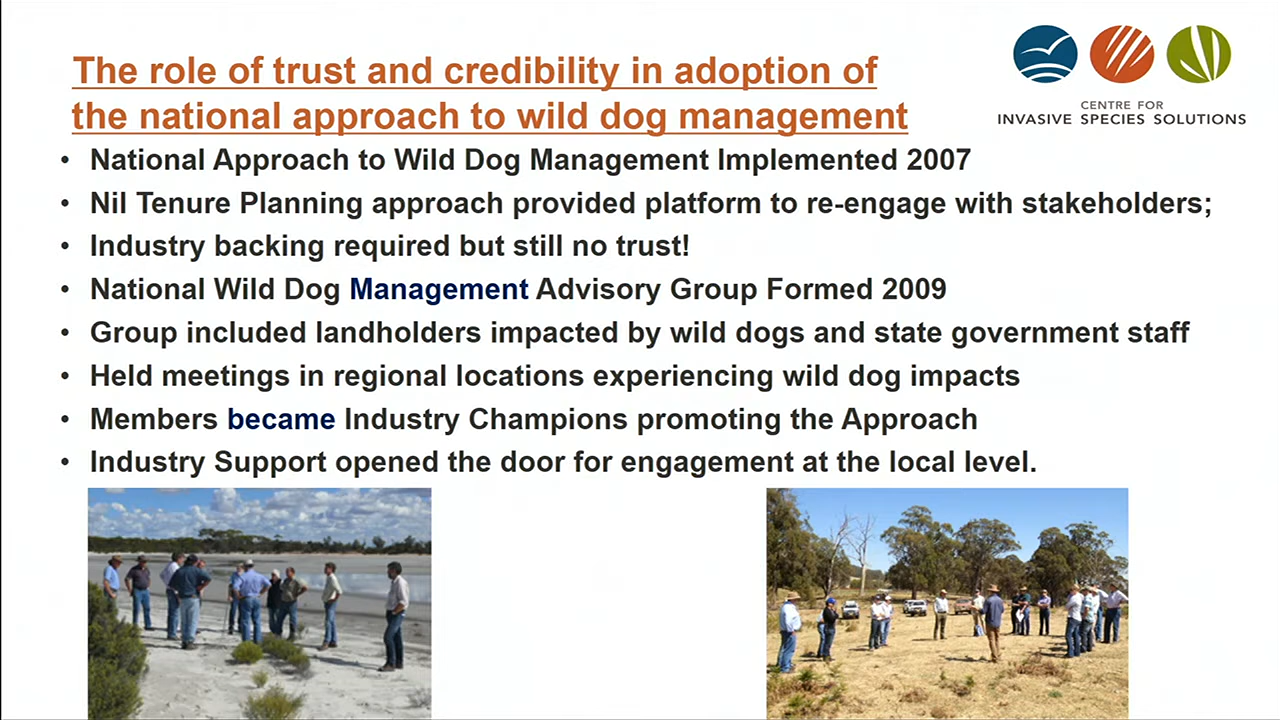 The role of trust and credibility in adoption of
the national approach to wild dog management
CENTRE FOR
INVASIVE SPECIES SOLUTIONS
• National Approach to Wild Dog Management Implemented 2007
• Nil Tenure Planning approach provided platform to re-engage with stakeholders;
• Industry backing required but still no trust!
• National Wild Dog Management Advisory Group Formed 2009
• Group included landholders impacted by wild dogs and state government staff
• Held meetings in regional locations experiencing wild dog impacts
• Members became Industry Champions promoting the Approach
• Industry Support opened the door for engagement at the local level.